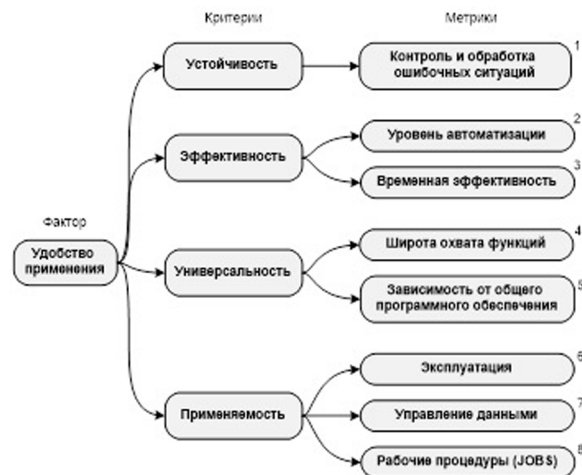 Критерии
Метрики
Фактор
Удобство
применения
Устойчивость
Контроль и обработка
ошибочных ситуаций
1
Эффективность
Уровень автоматизации
2
Временная эффективность
3
Универсальность
Широта охвата функций
4
Зависимость от общего
программного обеспечения
5
Применяемость
Эксплуатация
6
Управление данными
7
Рабочие процедуры (JOBS)
8